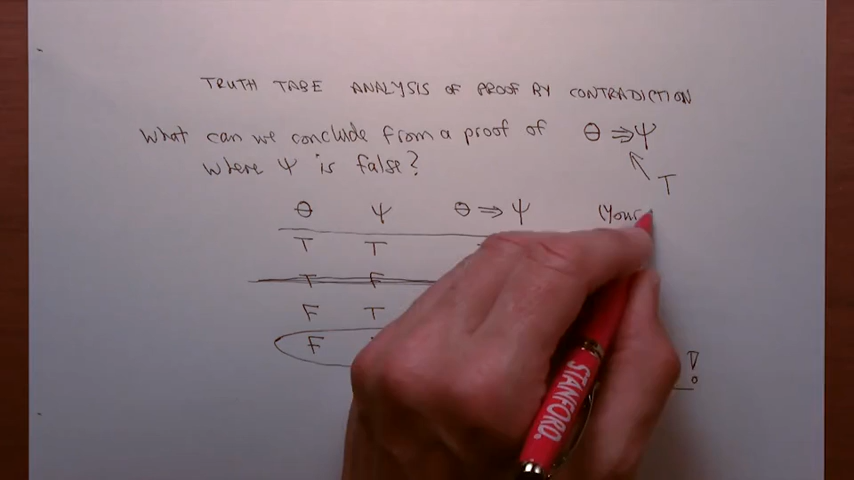 TRUTH TABE ANALYSIS OF PROOF BY CONTRADICTION
What can we conclude from a proof of θ ⇒ Ψ
where Ψ is false?
T
θ Ψ θ ⇒ Ψ (Your
T T
T F
F T
F
!
STANFORD.